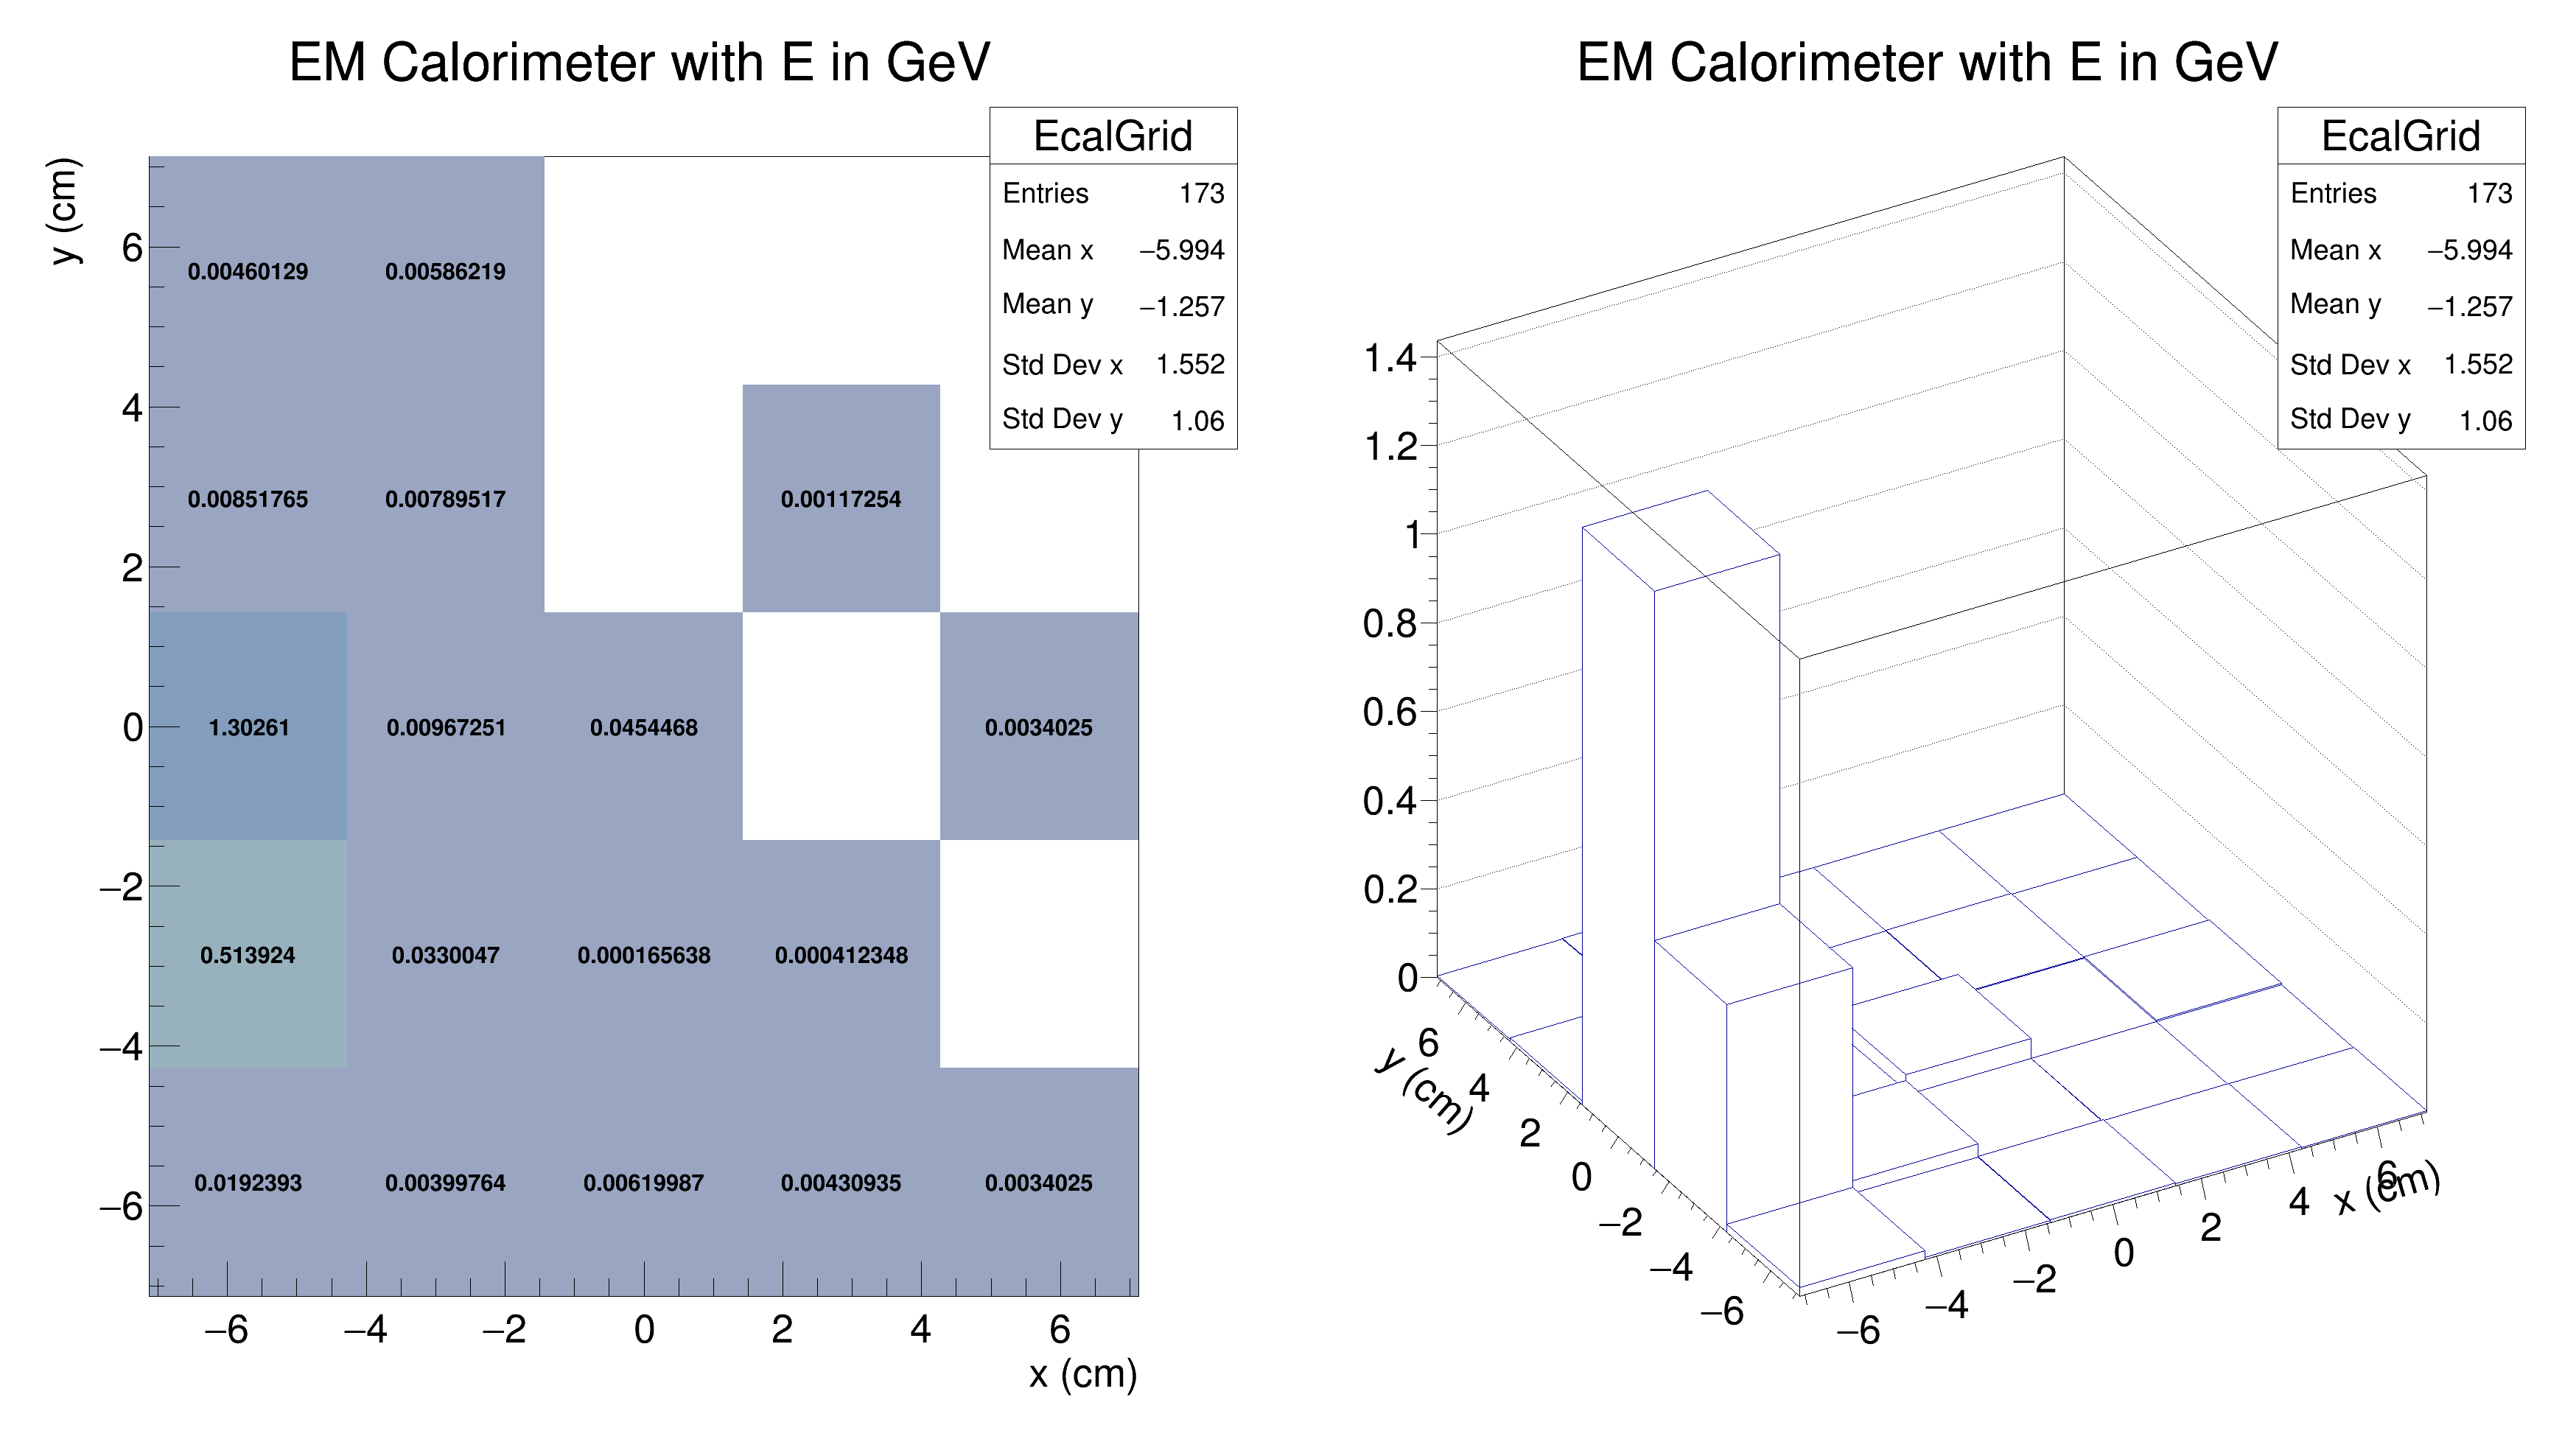 EM Calorimeter with E in GeV
EcalGrid
Entries 173
Mean x −5.994
Mean y −1.257
Std Dev x 1.552
Std Dev y 1.06
y (cm)
6
4
2
0
−2
−4
−6
0.00460129 0.00586219
0.00851765 0.00789517 0.00117254
1.30261 0.00967251 0.0454468 0.0034025
0.513924 0.0330047 0.000165638 0.000412348
0.0192393 0.00399764 0.00619987 0.00430935 0.0034025
−6 −4 −2 0 2 4 6
x (cm)
EM Calorimeter with E in GeV
EcalGrid
Entries 173
Mean x −5.994
Mean y −1.257
Std Dev x 1.552
Std Dev y 1.06
1.4
1.2
1
0.8
0.6
0.4
0.2
0
y (cm)
6
4
2
0
−2
−4
−6
−6
−4
−2
0
2
4
6
x (cm)